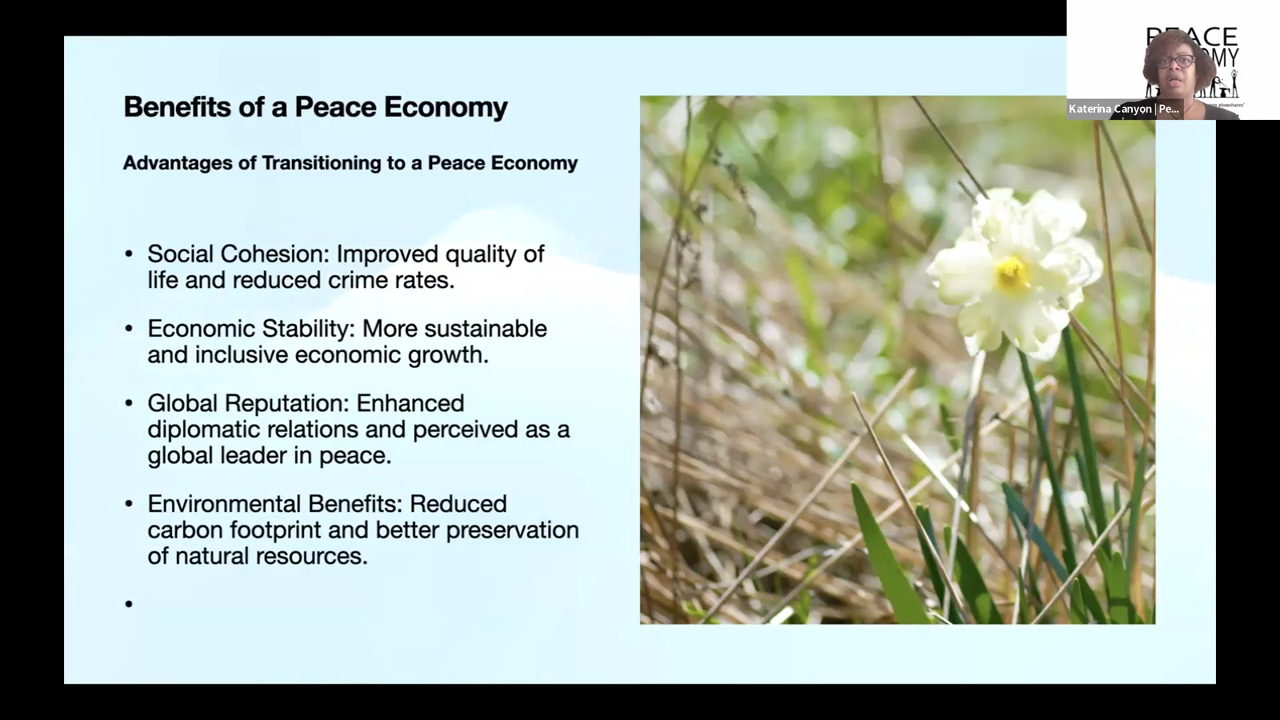 Benefits of a Peace Economy
Advantages of Transitioning to a Peace Economy
• Social Cohesion: Improved quality of
life and reduced crime rates.
• Economic Stability: More sustainable
and inclusive economic growth.
• Global Reputation: Enhanced
diplomatic relations and perceived as a
global leader in peace.
• Environmental Benefits: Reduced
carbon footprint and better preservation
of natural resources.
•
Katerina Canyon | Pe...